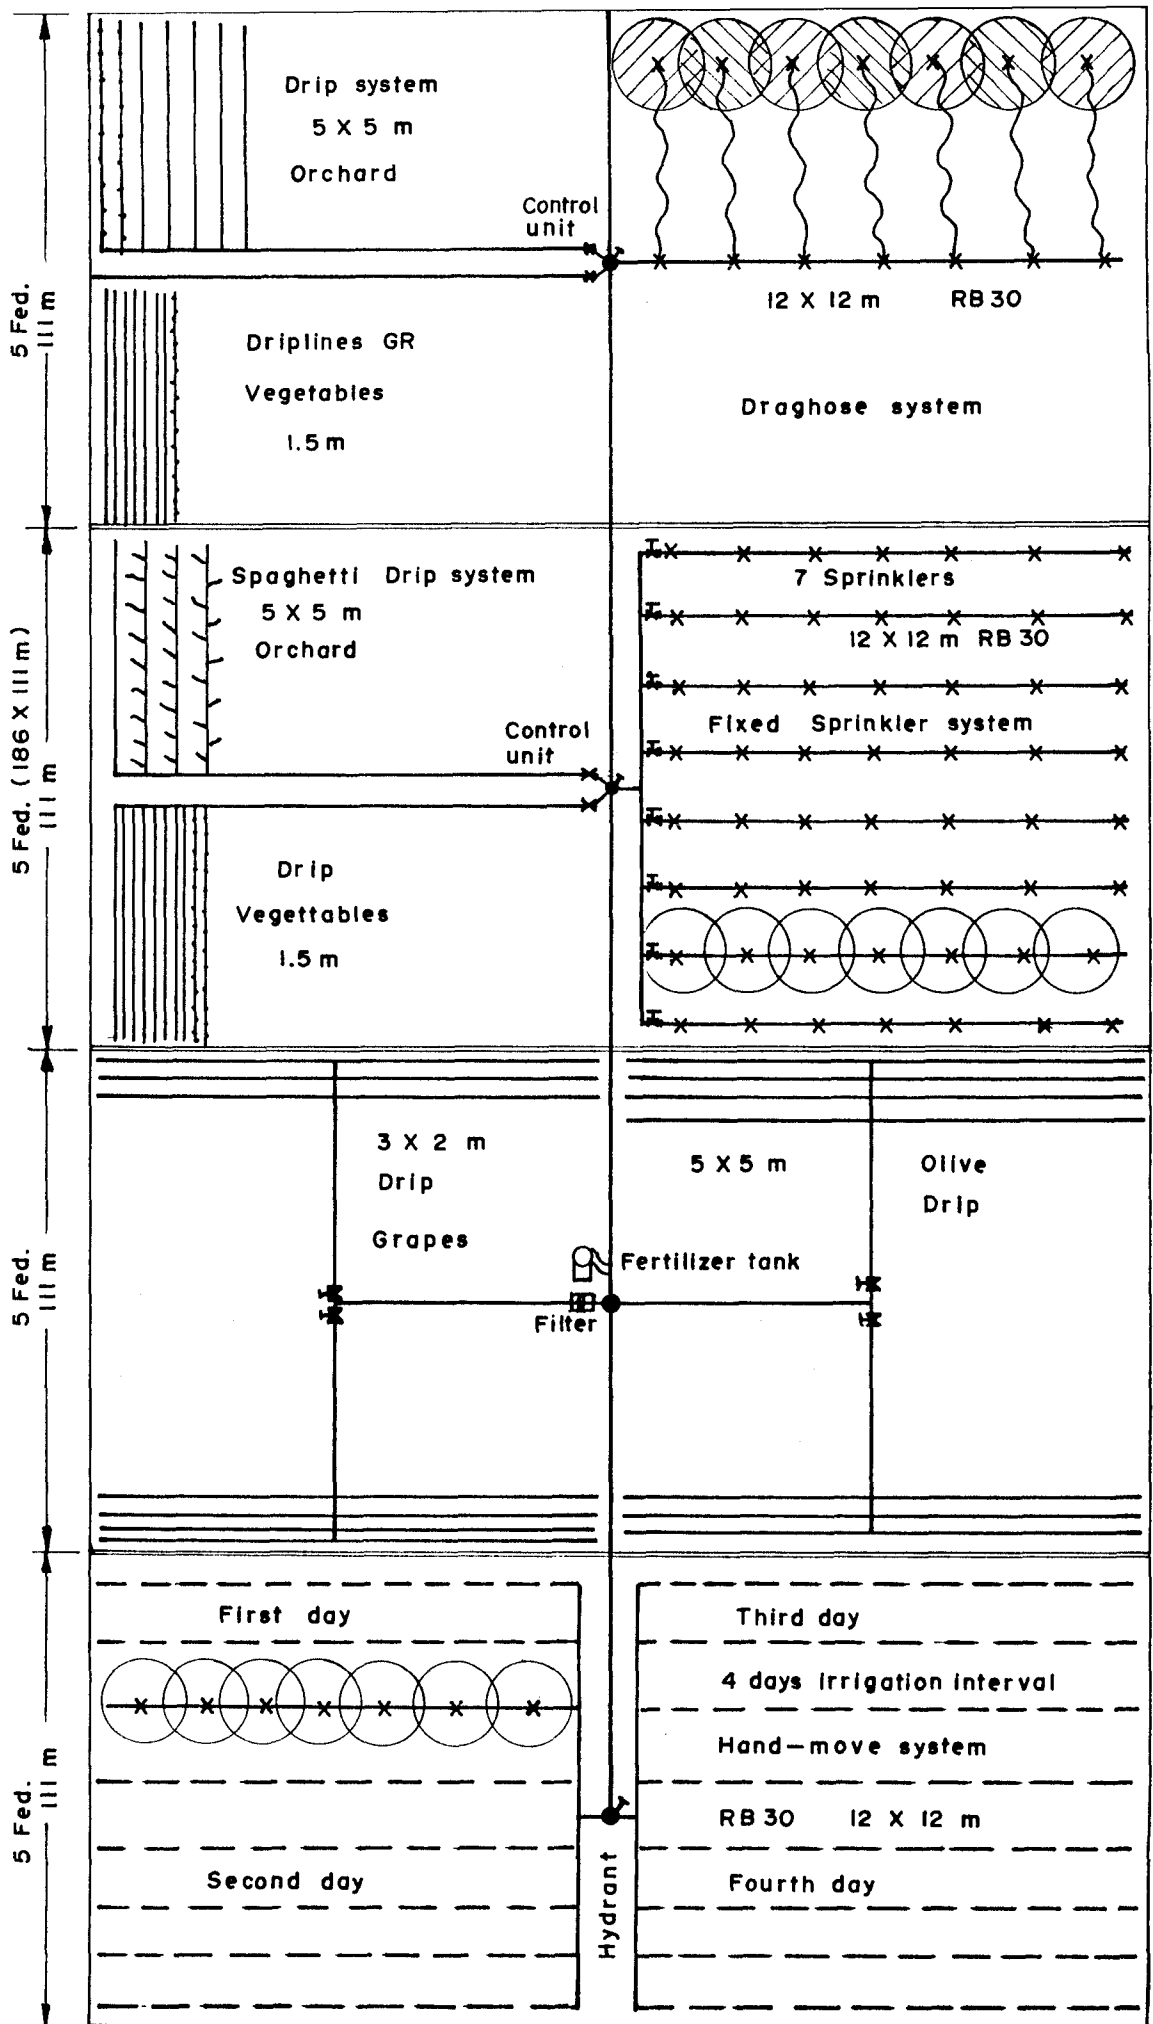 5 Fed.
111 m
Drip system
5 X 5 m
Orchard
Control
unit
12 X 12 m RB 30
Driplines GR
Vegetables
1.5 m
Draghose system
5 Fed. (186 X 111 m)
111 m
Spaghetti Drip system
5 X 5 m
Orchard
7 Sprinklers
12 X 12 m RB 30
Fixed Sprinkler system
Control
unit
Drip
Vegettables
1.5 m
5 Fed.
111 m
3 X 2 m
Drip
Grapes
5 X 5 m
Olive
Drip
Fertilizer tank
Filter
5 Fed.
111 m
First day
Third day
4 days irrigation interval
Hand-move system
RB 30 12 X 12 m
Second day
Fourth day
Hydrant